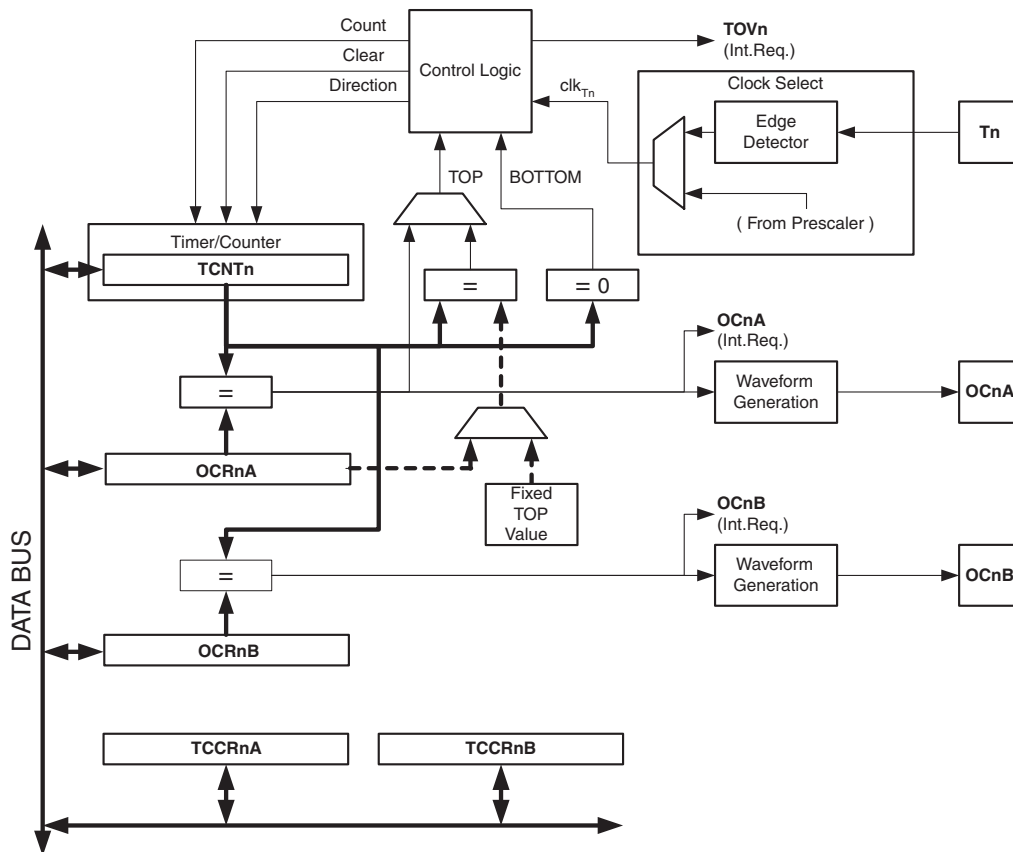 Count
Clear
Direction
Control Logic
TOVn
(Int.Req.)
clkTn
Clock Select
Edge
Detector
Tn
( From Prescaler )
TOP
BOTTOM
Timer/Counter
TCNTn
=
= 0
OCnA
(Int.Req.)
=
Waveform
Generation
OCnA
OCRnA
Fixed
TOP
Value
OCnB
(Int.Req.)
=
Waveform
Generation
OCnB
OCRnB
DATA BUS
TCCRnA
TCCRnB